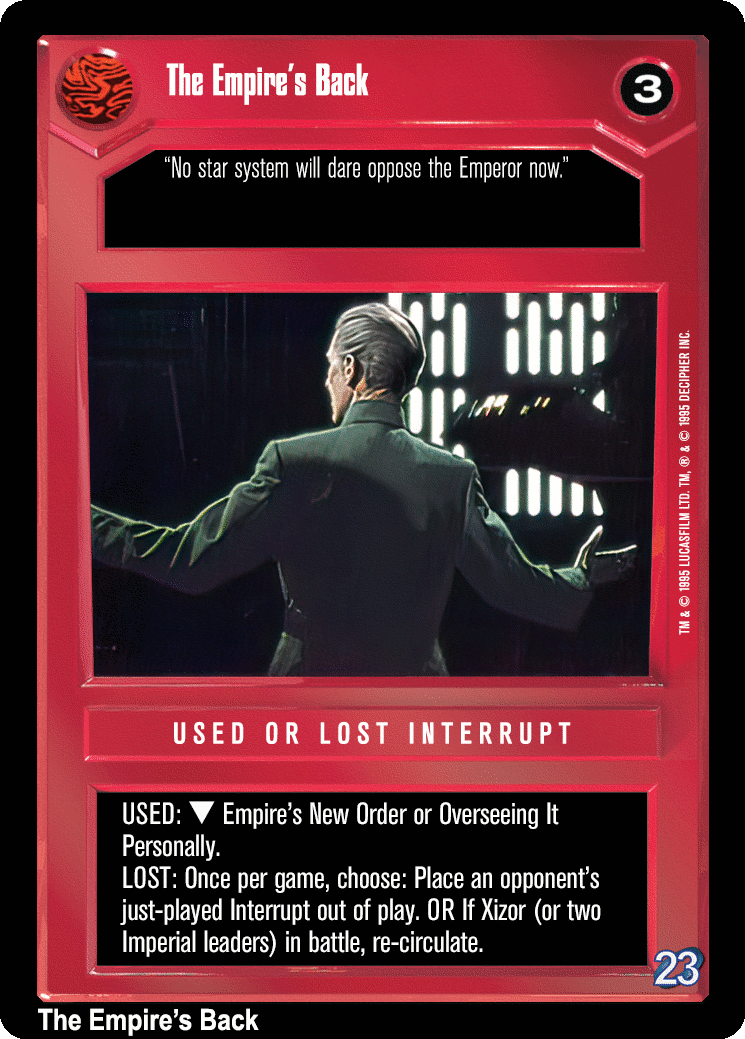 The Empire's Back
3
“No star system will dare oppose the Emperor now.”
TM & © 1995 LUCASFILM LTD. TM, ® & © 1995 DECIPHER INC.
USED OR LOST INTERRUPT
USED: ▼ Empire's New Order or Overseeing It
Personally.
LOST: Once per game, choose: Place an opponent's
just-played Interrupt out of play. OR If Xizor (or two
Imperial leaders) in battle, re-circulate.
23
The Empire's Back